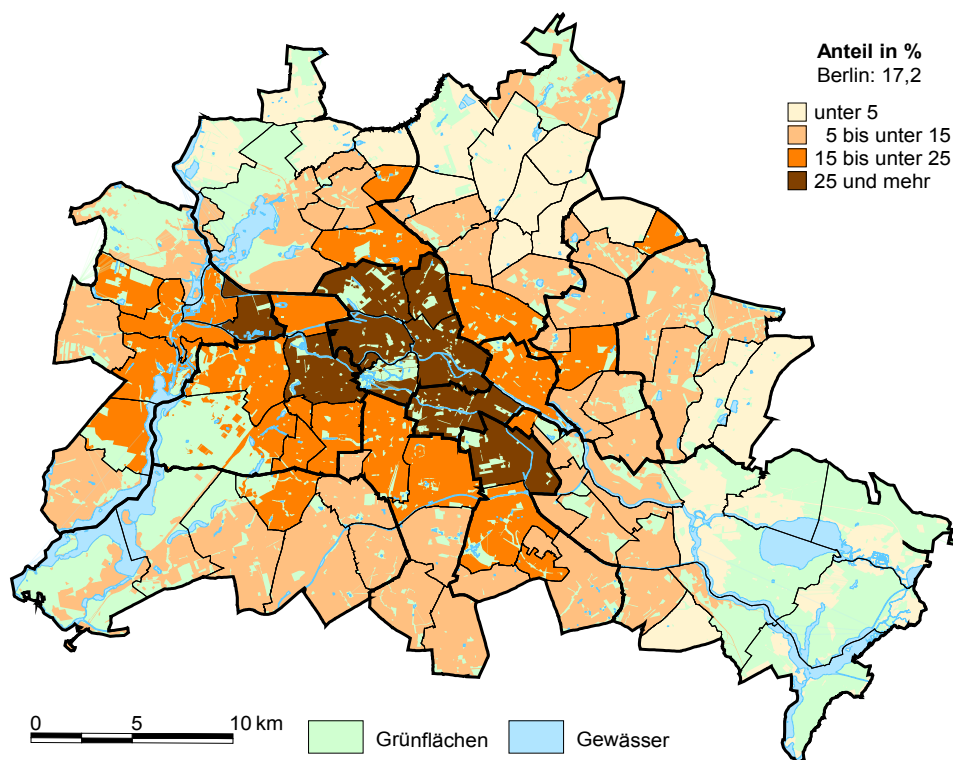 Anteil in %
Berlin: 17,2
unter 5
5 bis unter 15
15 bis unter 25
25 und mehr
0 5 10 km
Grünflächen
Gewässer